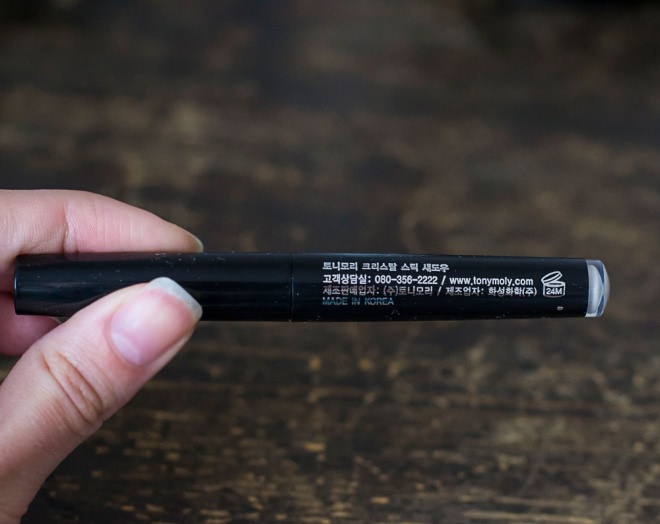 토니모리 크리스탈 스틱 섀도우
고객상담실: 080-356-2222 / www.tonymoly.com
제조판매업자: (주)토니모리 / 제조업자: 화성화학(주)
MADE IN KOREA
24M